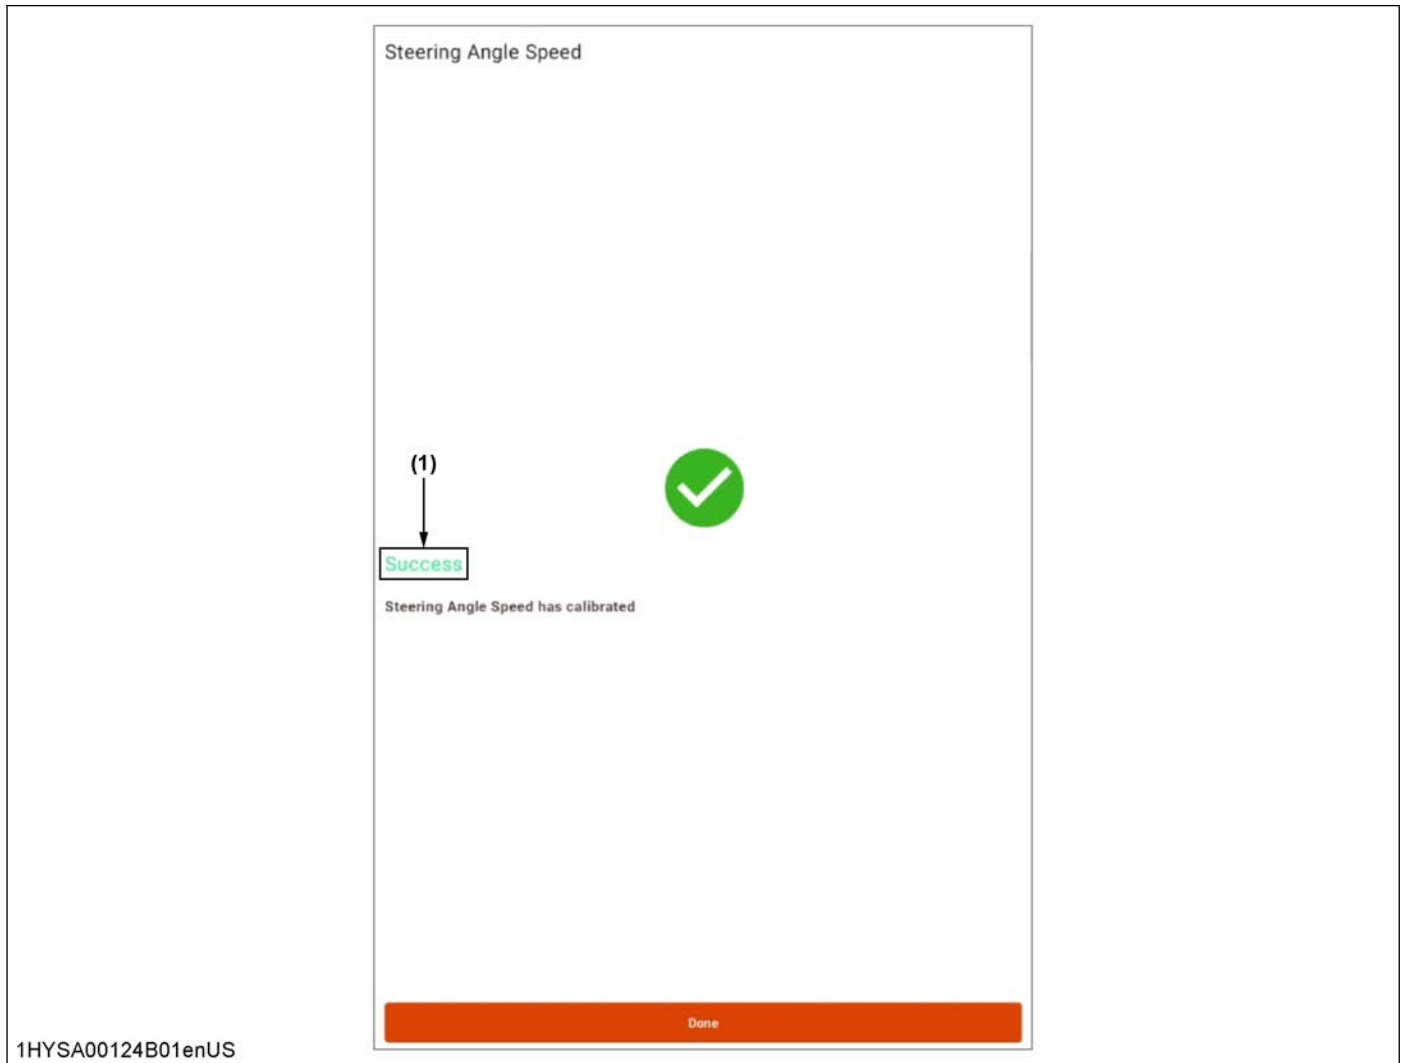 Steering Angle Speed
(1)
Success
Steering Angle Speed has calibrated
Done
1HYSA00124B01enUS